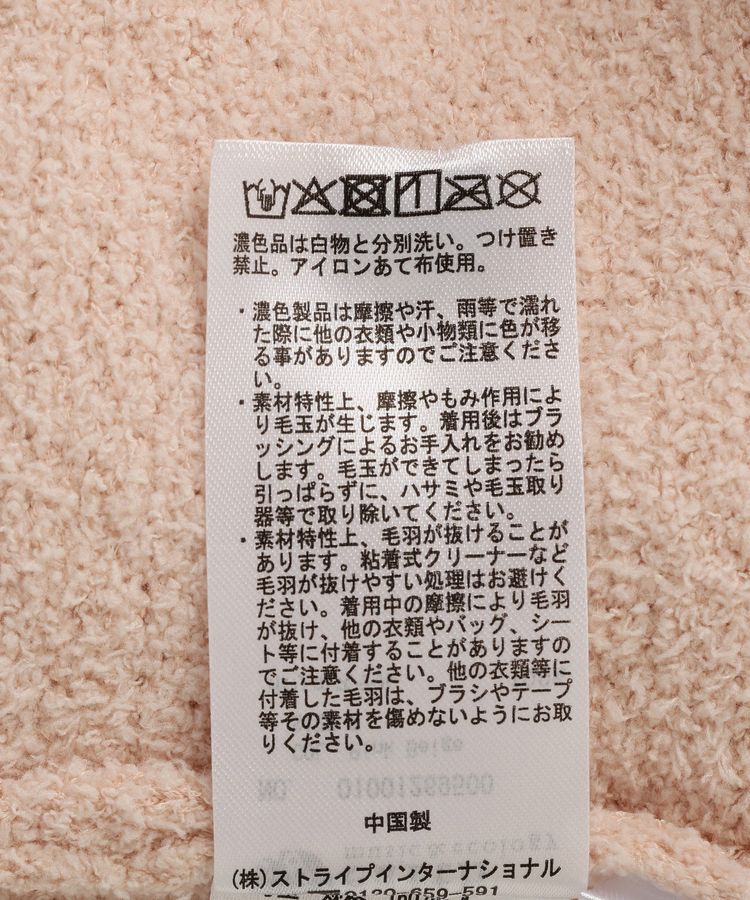 濃色品は白物と分別洗い。つけ置き
禁止。アイロンあて布使用。
・濃色製品は摩擦や汗、雨等で濡れ
た際に他の衣類や小物類に色が移
る事がありますのでご注意くださ
い。
・素材特性上、摩擦やもみ作用によ
り毛玉が生じます。着用後はブラ
ッシングによるお手入れをお勧め
します。毛玉ができてしまったら
引っぱらずに、ハサミや毛玉取り
器等で取り除いてください。
・素材特性上、毛羽が抜けることが
あります。粘着式クリーナーなど
毛羽が抜けやすい処理はお避けく
ださい。着用中の摩擦により毛羽
が抜け、他の衣類やバッグ、シー
ト等に付着することがありますの
でご注意ください。他の衣類等に
付着した毛羽は、ブラシやテープ
等その素材を傷めないようにお取
りください。
Pink Beige
NO 01001269500
中国製
music & ecology
(株)ストライプインターナショナル
0120-659-591